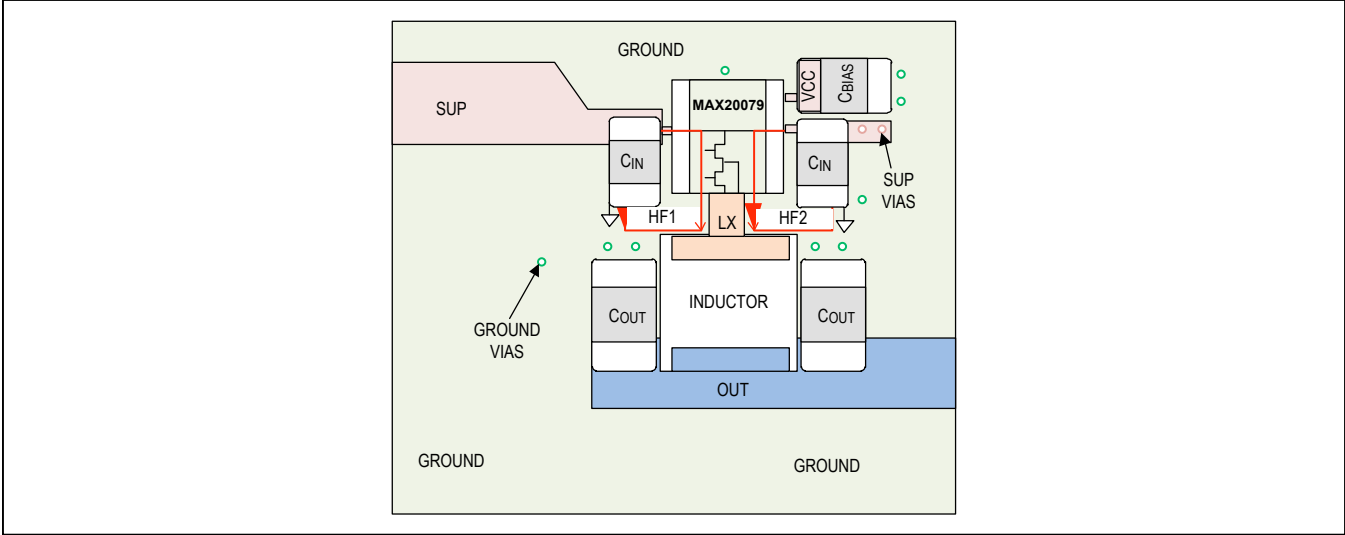 GROUND
SUP
MAX20079
VCC
CBIAS
CIN
CIN
SUP
VIAS
HF1
LX
HF2
INDUCTOR
COUT
COUT
GROUND
VIAS
OUT
GROUND
GROUND